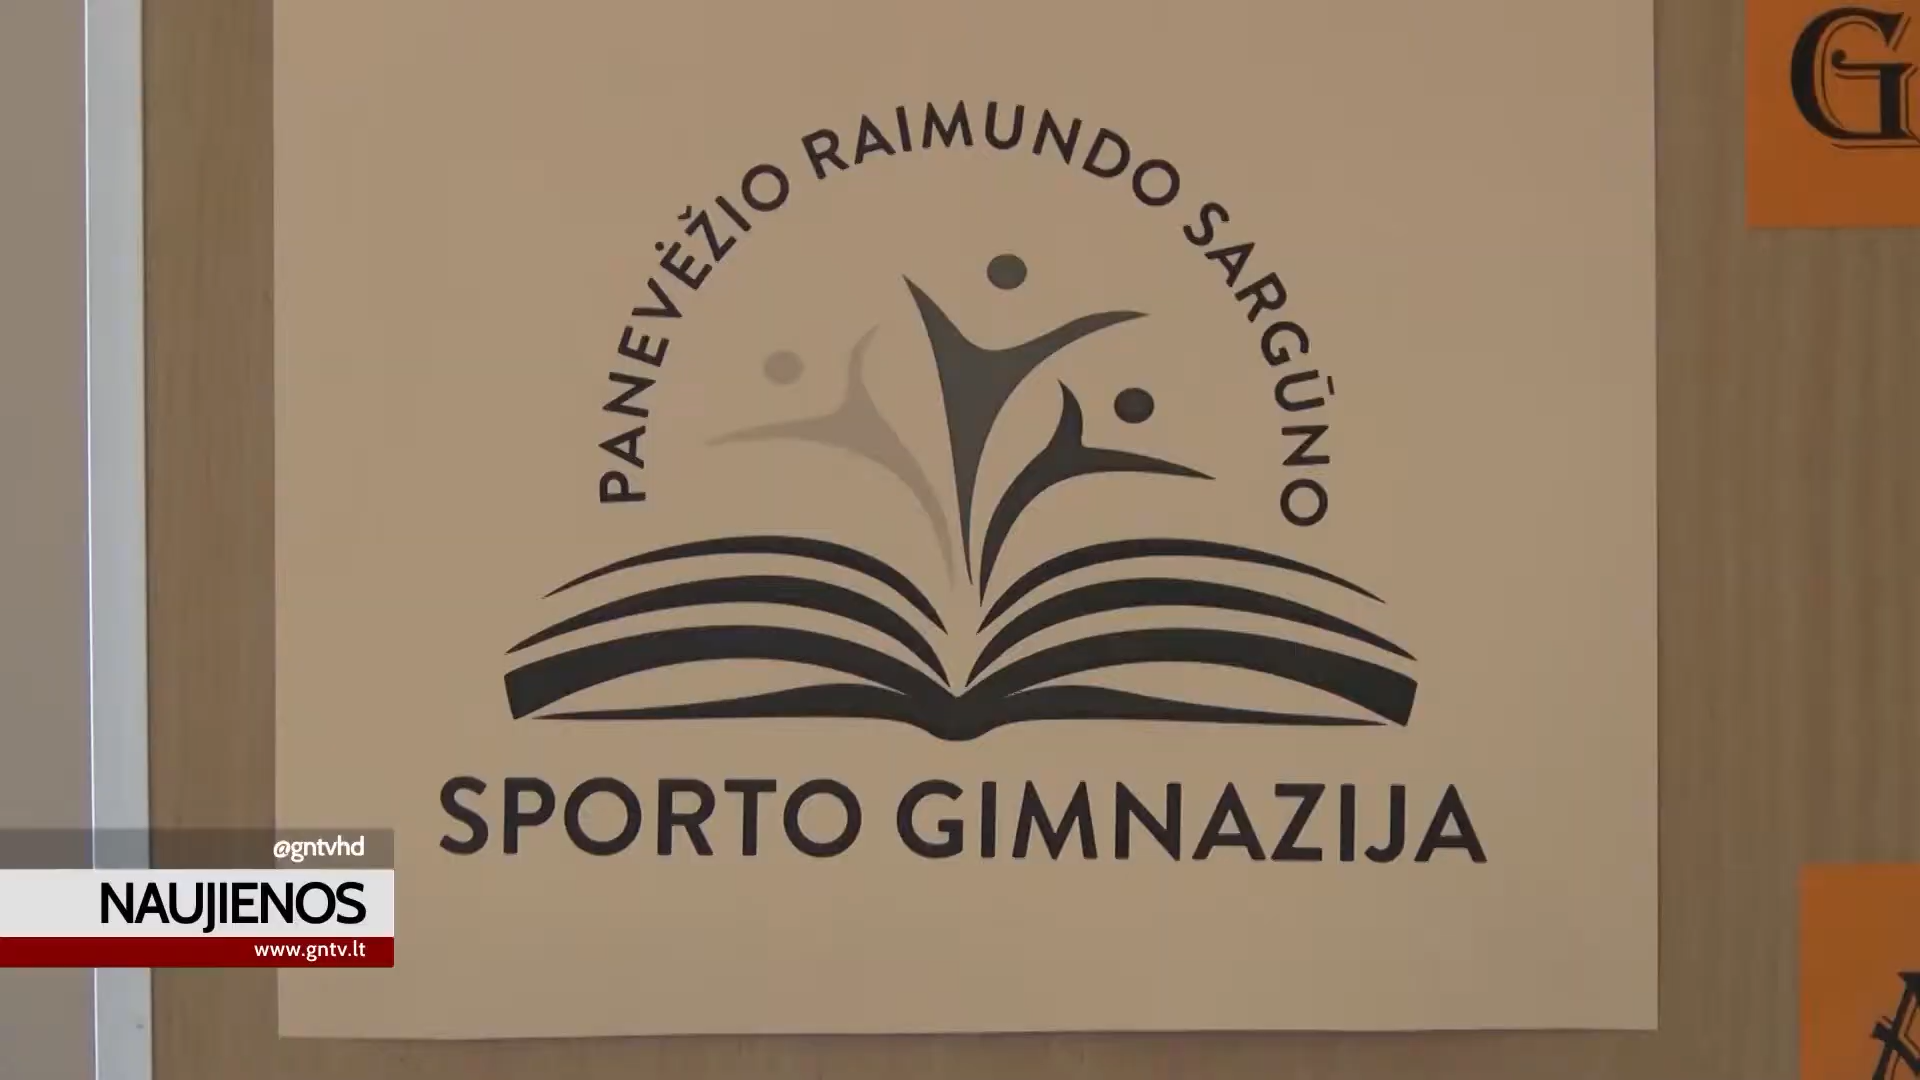 PANEVĖŽIO RAIMUNDO SARGŪNO
SPORTO GIMNAZIJA
G
@gntvhd
NAUJIENOS
www.gntv.lt